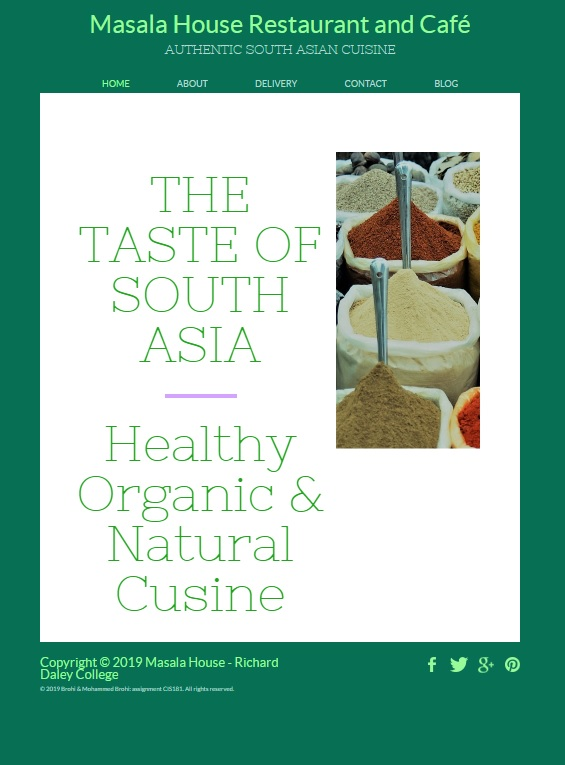 Masala House Restaurant and Café
AUTHENTIC SOUTH ASIAN CUISINE
HOME ABOUT DELIVERY CONTACT BLOG
THE
TASTE OF
SOUTH
ASIA
Healthy
Organic &
Natural
Cusine
Copyright © 2019 Masala House - Richard
Daley College
© 2019 Brohi & Mohammed Brohi: assignment CIS181. All rights reserved.